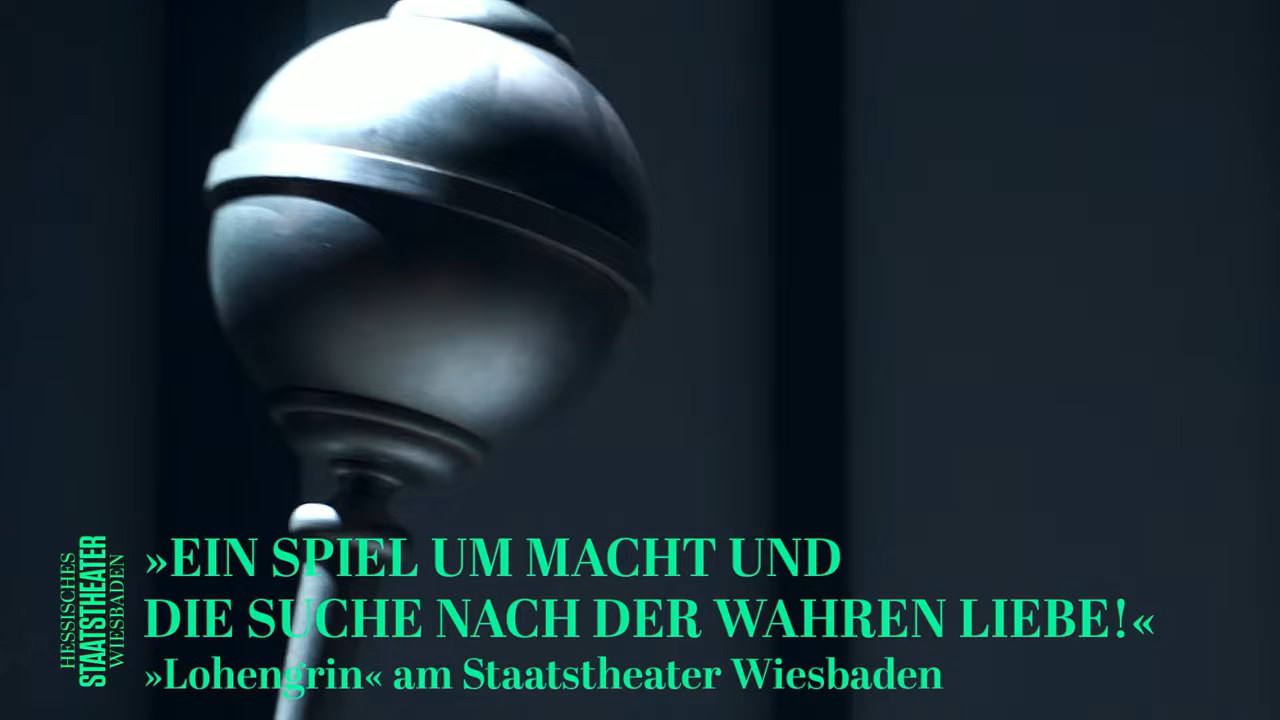 HESSISCHES
STAATSTHEATER
WIESBADEN
»EIN SPIEL UM MACHT UND
DIE SUCHE NACH DER WAHREN LIEBE!«
»Lohengrin« am Staatstheater Wiesbaden